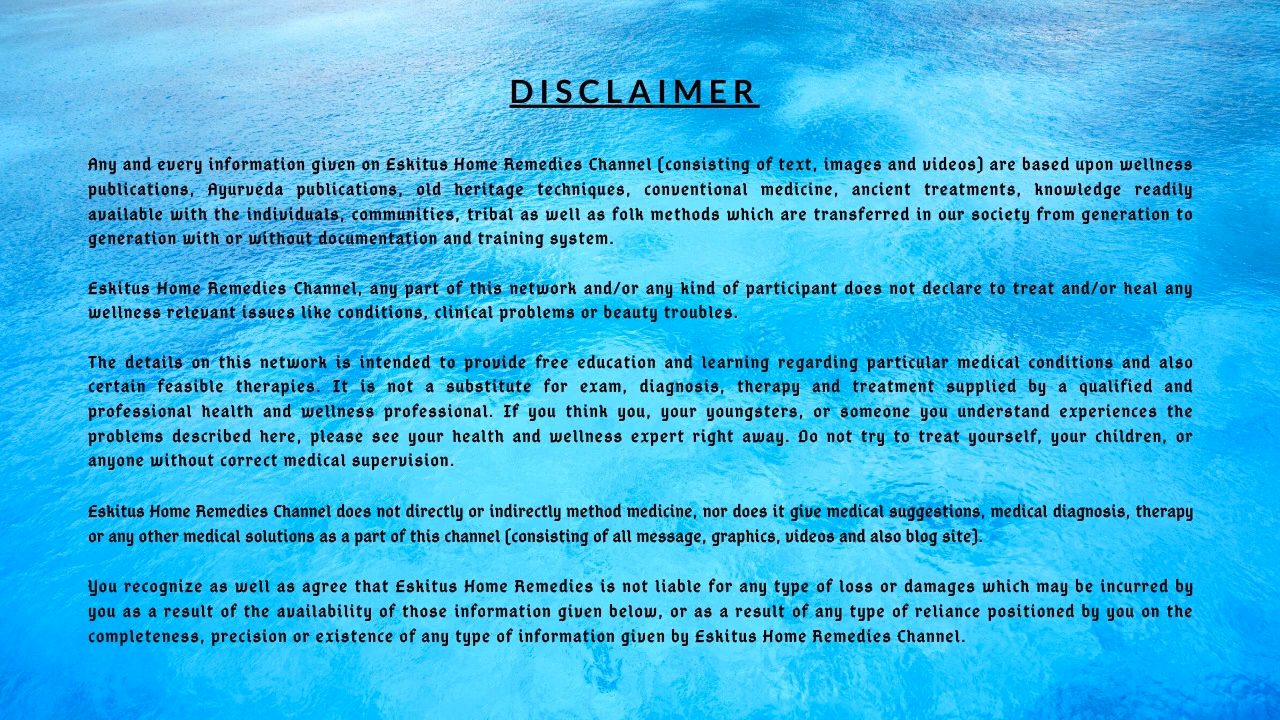 DISCLAIMER
Any and every information given on Eskitus Home Remedies Channel (consisting of text, images and videos) are based upon wellness
publications, Ayurveda publications, old heritage techniques, conventional medicine, ancient treatments, knowledge readily
available with the individuals, communities, tribal as well as folk methods which are transferred in our society from generation to
generation with or without documentation and training system.
Eskitus Home Remedies Channel, any part of this network and/or any kind of participant does not declare to treat and/or heal any
wellness relevant issues like conditions, clinical problems or beauty troubles.
The details on this network is intended to provide free education and learning regarding particular medical conditions and also
certain feasible therapies. It is not a substitute for exam, diagnosis, therapy and treatment supplied by a qualified and
professional health and wellness professional. If you think you, your youngsters, or someone you understand experiences the
problems described here, please see your health and wellness expert right away. Do not try to treat yourself, your children, or
anyone without correct medical supervision.
Eskitus Home Remedies Channel does not directly or indirectly method medicine, nor does it give medical suggestions, medical diagnosis, therapy
or any other medical solutions as a part of this channel (consisting of all message, graphics, videos and also blog site).
You recognize as well as agree that Eskitus Home Remedies is not liable for any type of loss or damages which may be incurred by
you as a result of the availability of those information given below, or as a result of any type of reliance positioned by you on the
completeness, precision or existence of any type of information given by Eskitus Home Remedies Channel.